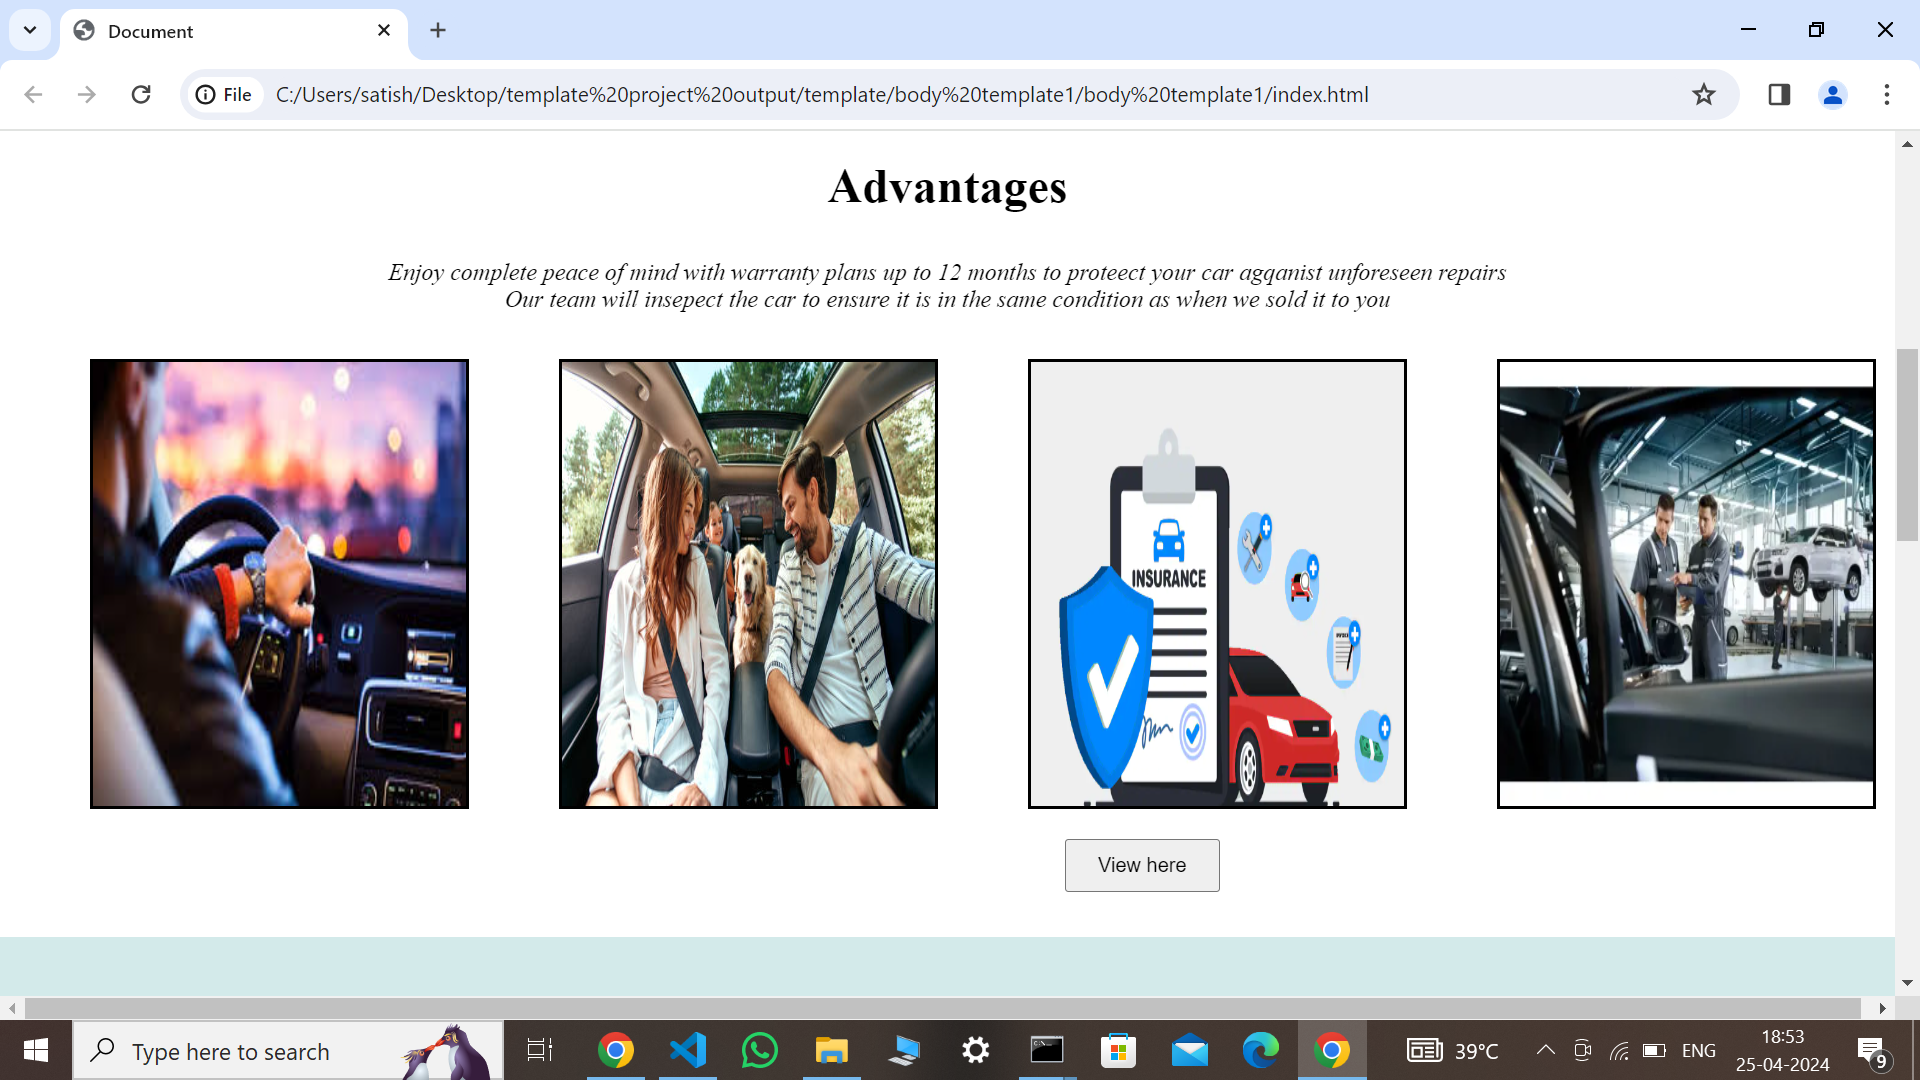 Document
File
C:/Users/satish/Desktop/template%20project%20output/template/body%20template1/body%20template1/index.html
Advantages
Enjoy complete peace of mind with warranty plans up to 12 months to proteect your car agqanist unforeseen repairs
Our team will insepect the car to ensure it is in the same condition as when we sold it to you
INSURANCE
View here
Type here to search
39°C
ENG
18:53
25-04-2024
9